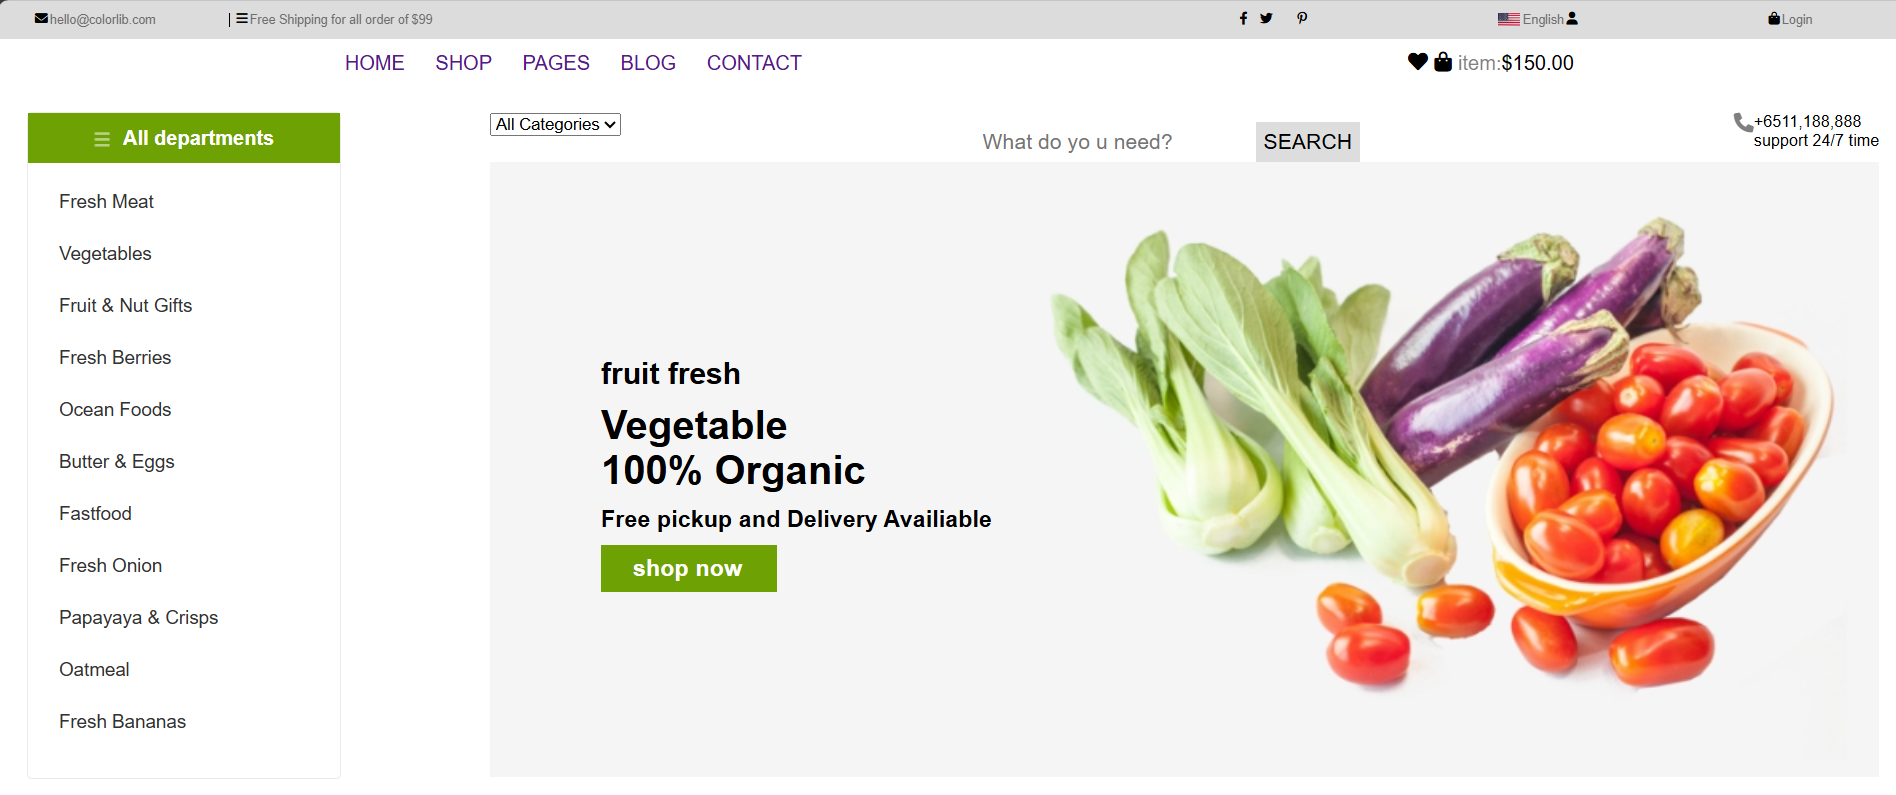 hello@colorlib.com
| Free Shipping for all order of $99
English
Login
HOME SHOP PAGES BLOG CONTACT
item:$150.00
All departments
Fresh Meat
Vegetables
Fruit & Nut Gifts
Fresh Berries
Ocean Foods
Butter & Eggs
Fastfood
Fresh Onion
Papayaya & Crisps
Oatmeal
Fresh Bananas
All Categories
What do yo u need?
SEARCH
+6511,188,888
support 24/7 time
fruit fresh
Vegetable
100% Organic
Free pickup and Delivery Availiable
shop now